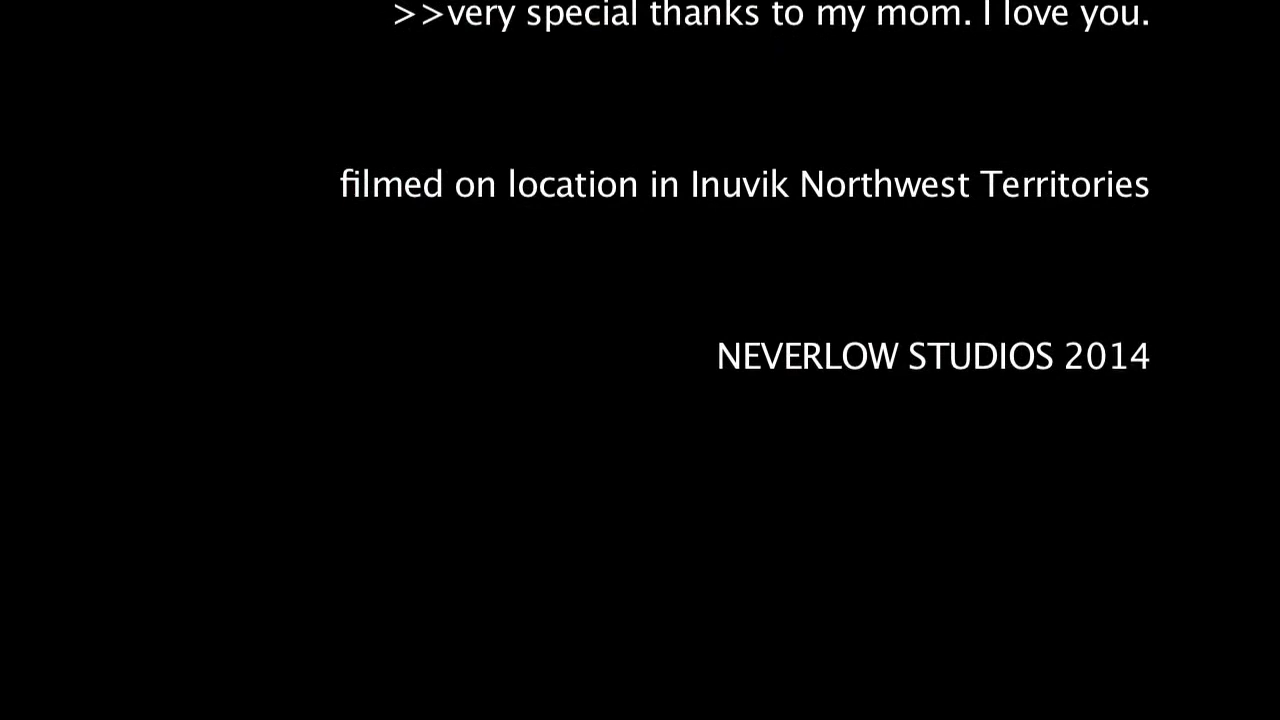 >>very special thanks to my mom. I love you.
filmed on location in Inuvik Northwest Territories
NEVERLOW STUDIOS 2014